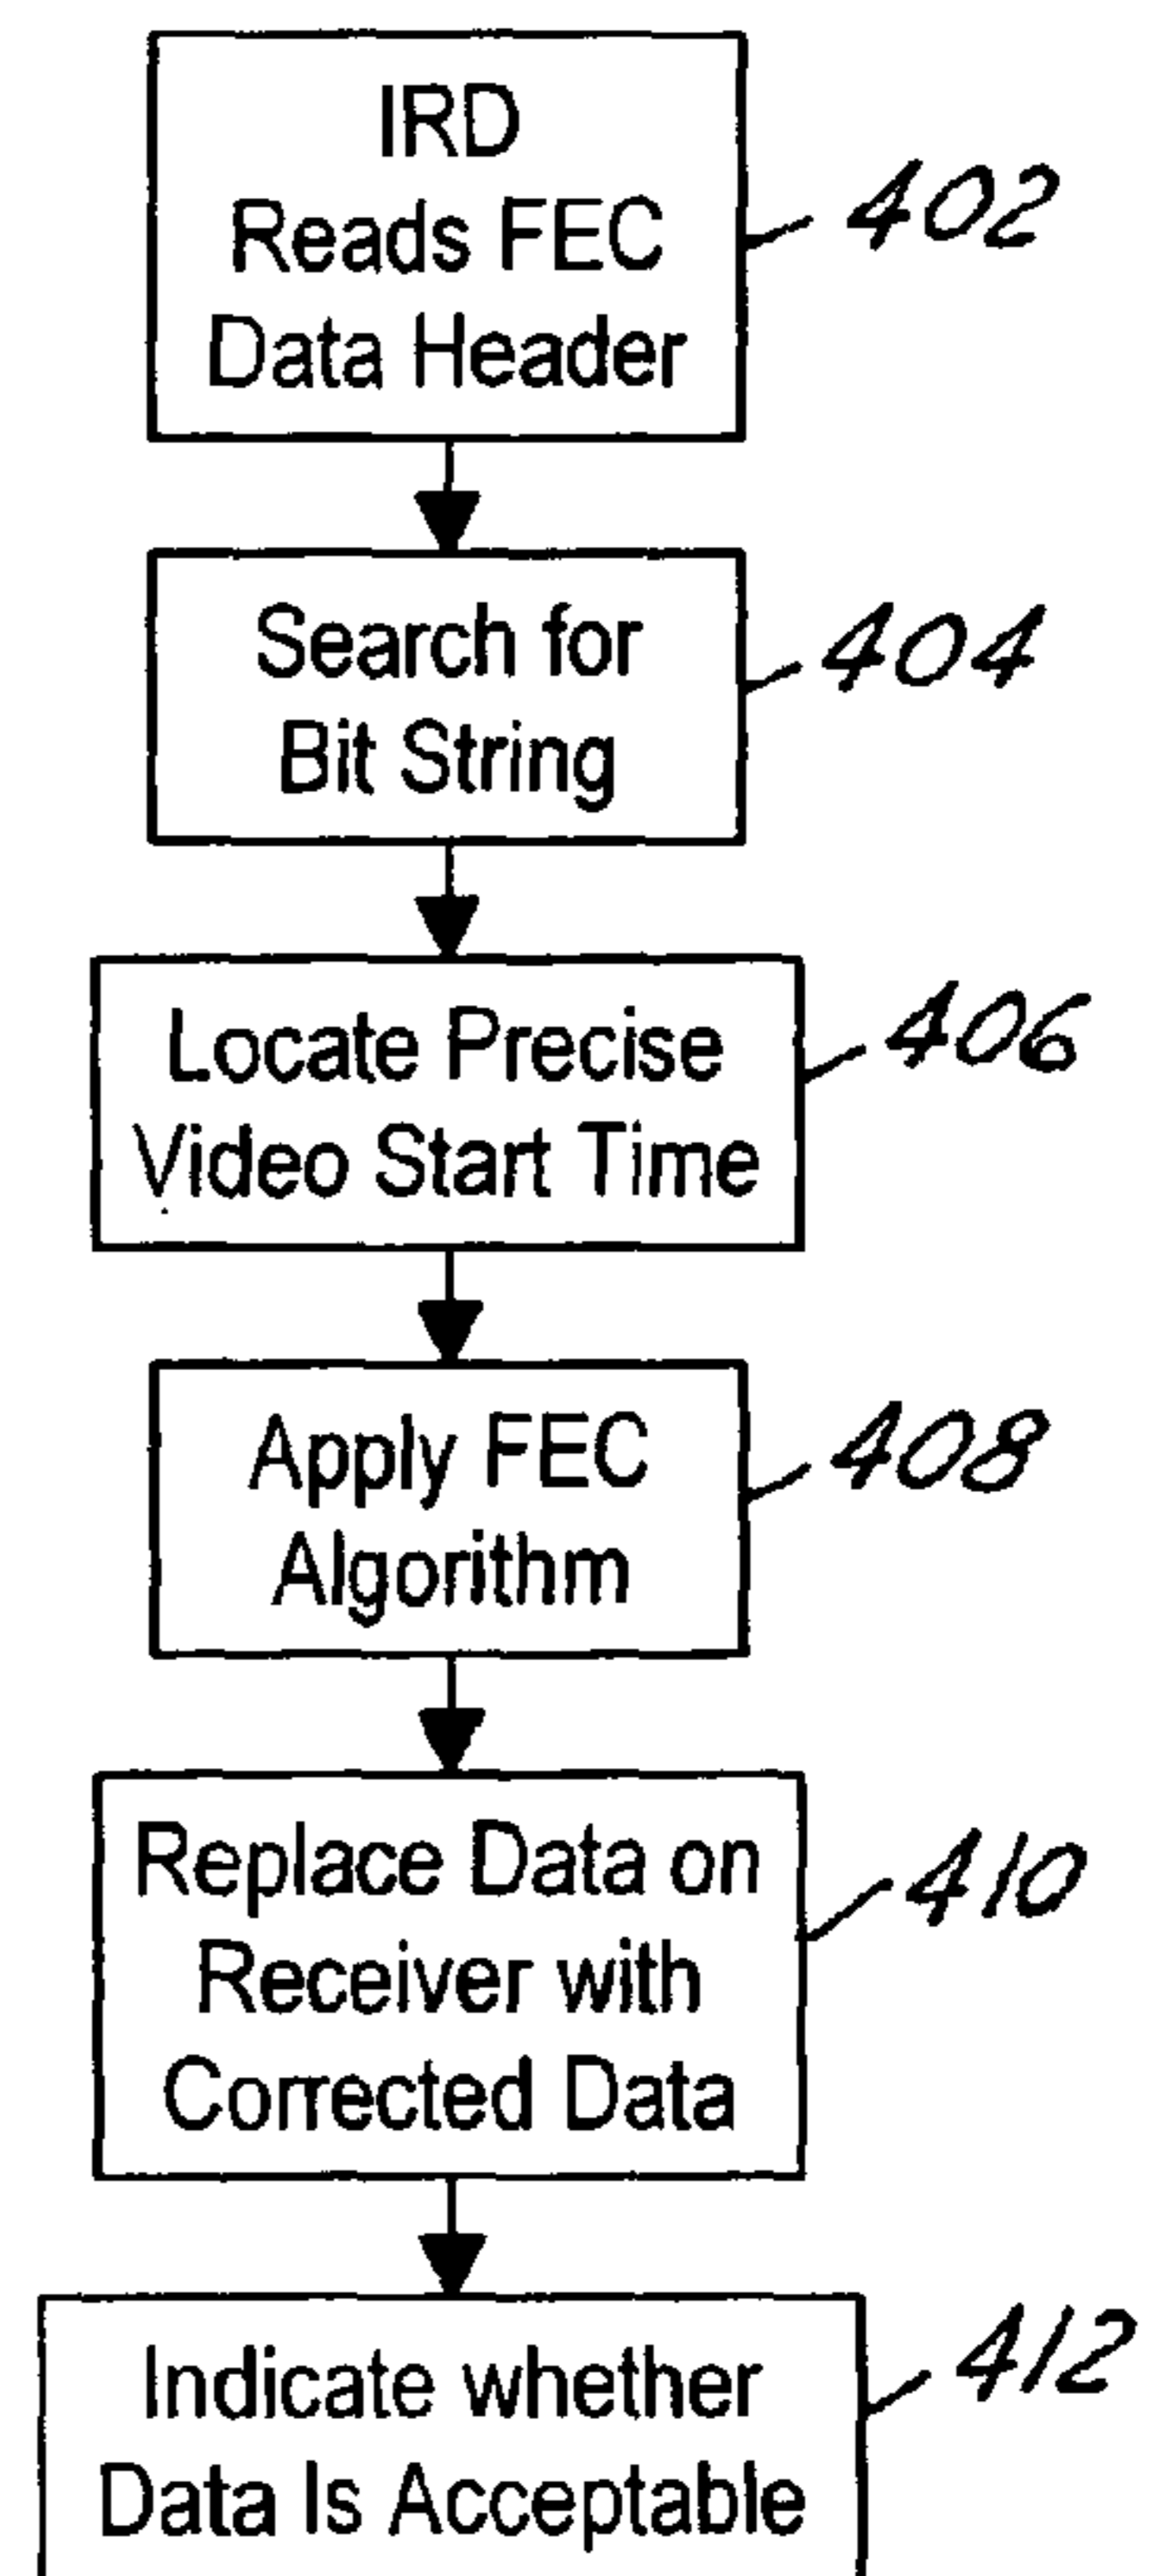 IRD
Reads FEC
Data Header
402
Search for
Bit String
404
Locate Precise
Video Start Time
406
Apply FEC
Algorithm
408
Replace Data on
Receiver with
Corrected Data
410
Indicate whether
Data Is Acceptable
412